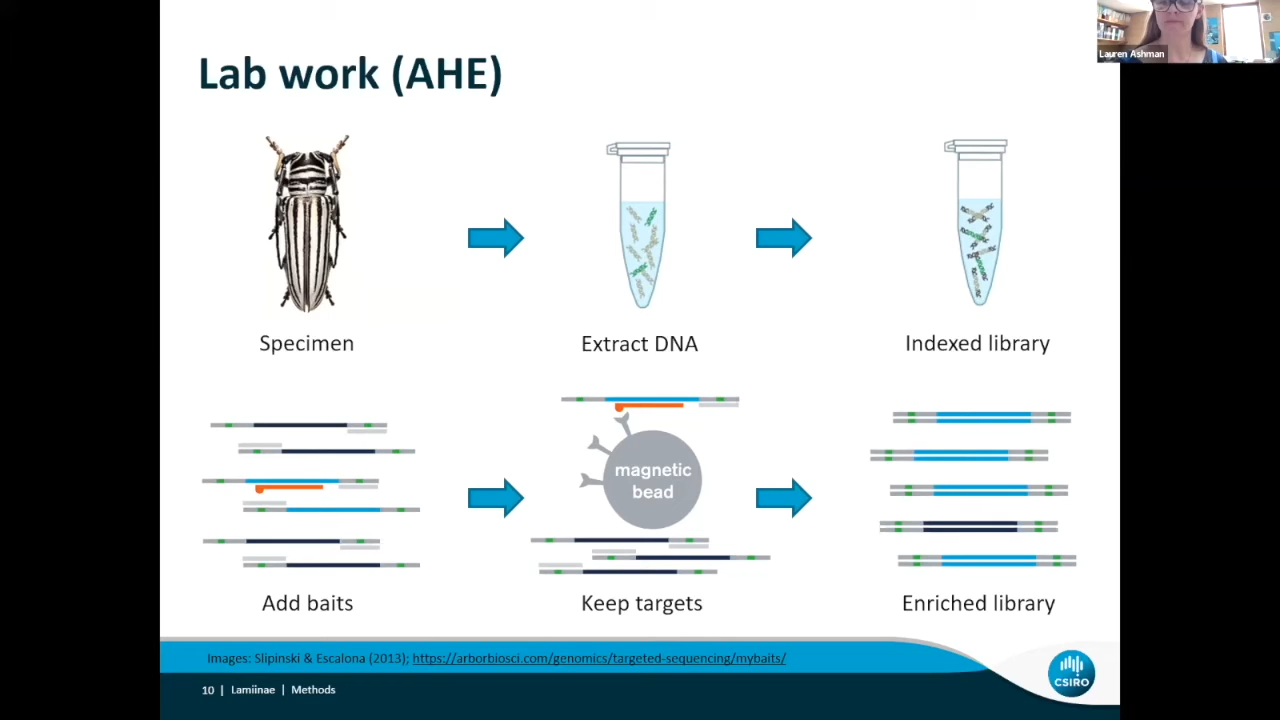 Lauren Ashman
Lab work (AHE)
Specimen
Extract DNA
Indexed library
magnetic
bead
Add baits
Keep targets
Enriched library
Images: Slipinski & Escalona (2013); https://arborbiosci.com/genomics/targeted-sequencing/mybaits/
10 | Lamiinae | Methods
CSIRO